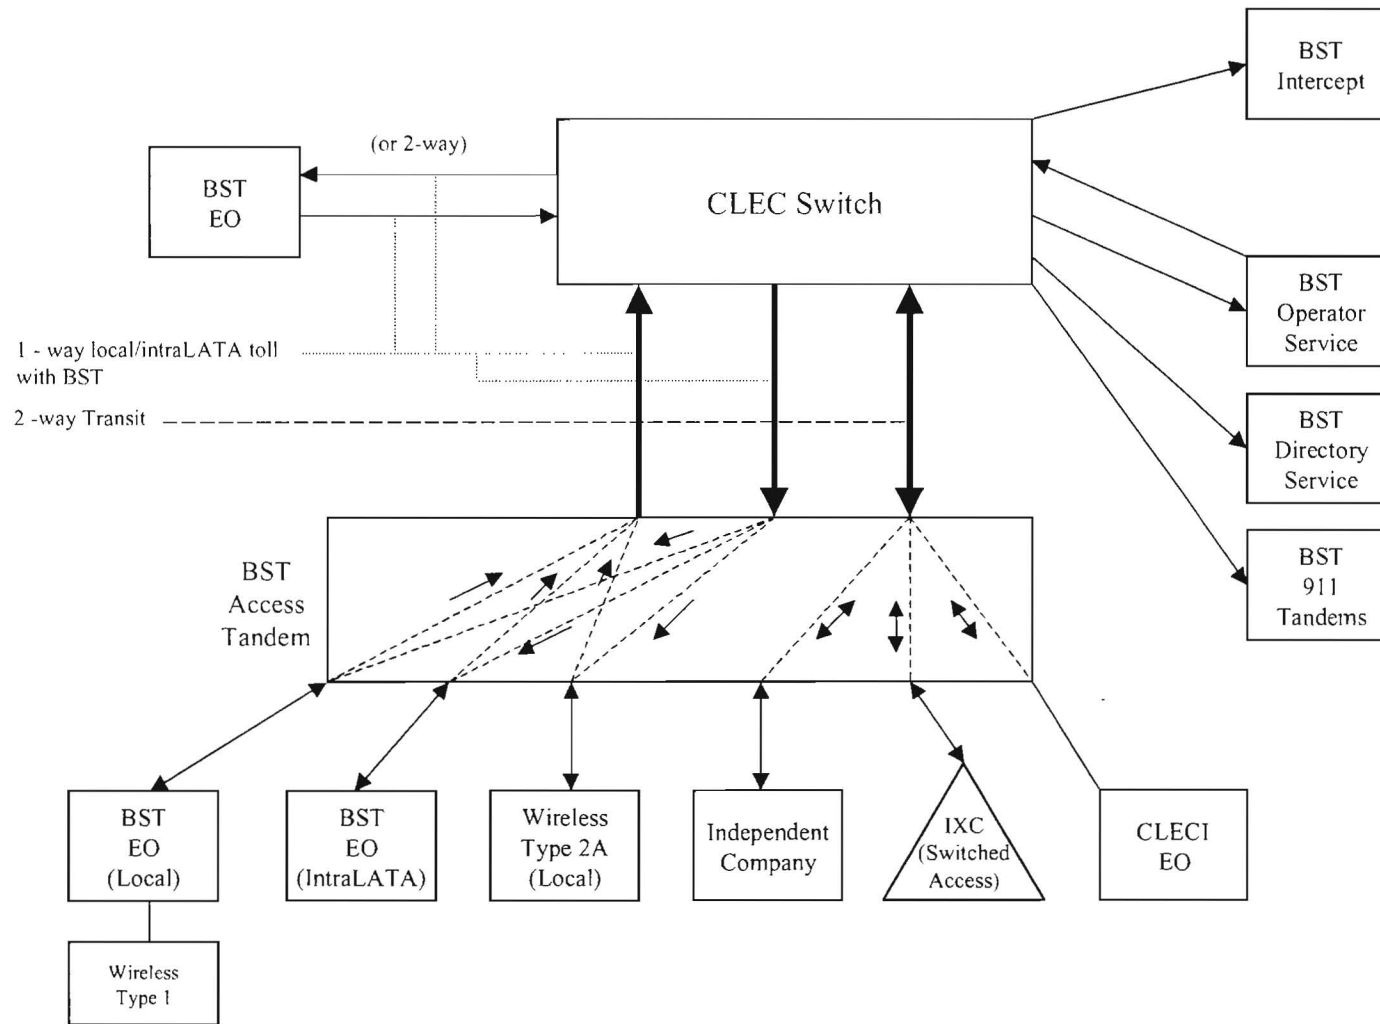 BST
Intercept
(or 2-way)
BST
EO
CLEC Switch
BST
Operator
Service
1 - way local/intraLATA toll
with BST
2 -way Transit
BST
Directory
Service
BST
Access
Tandem
BST
911
Tandems
BST
EO
(Local)
BST
EO
(IntraLATA)
Wireless
Type 2A
(Local)
Independent
Company
IXC
(Switched
Access)
CLECI
EO
Wireless
Type 1